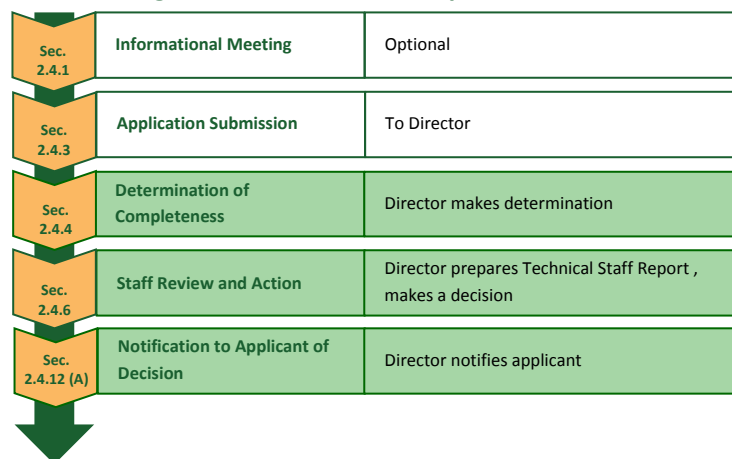 Sec.
2.4.1
Informational Meeting
Optional
Sec.
2.4.3
Application Submission
To Director
Sec.
2.4.4
Determination of
Completeness
Director makes determination
Sec.
2.4.6
Staff Review and Action
Director prepares Technical Staff Report ,
makes a decision
Sec.
2.4.12 (A)
Notification to Applicant of
Decision
Director notifies applicant